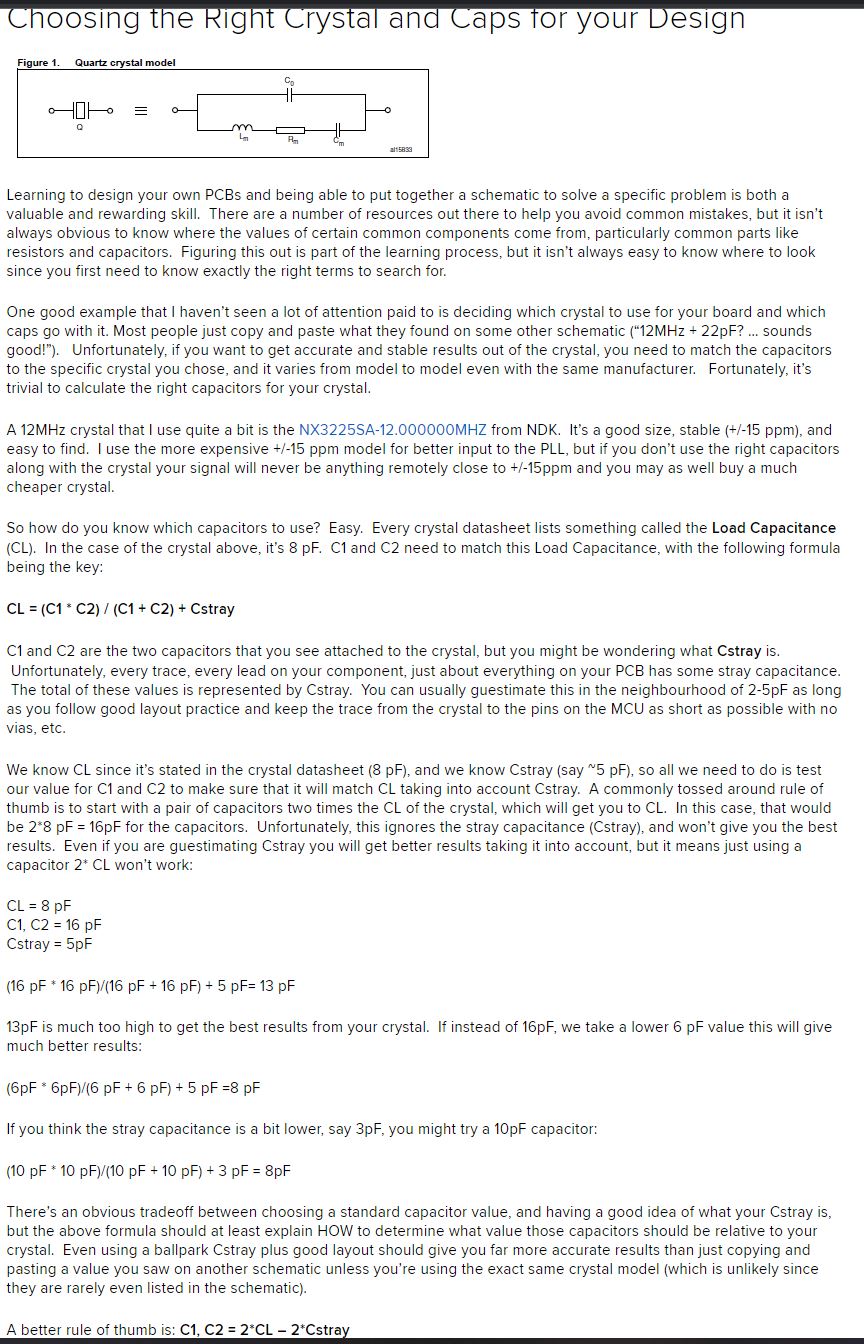 Choosing the Right Crystal and Caps for your Design
Figure 1. Quartz crystal model
Co
Q
Lm
Rm
Cm
ai15833
Learning to design your own PCBs and being able to put together a schematic to solve a specific problem is both a
valuable and rewarding skill. There are a number of resources out there to help you avoid common mistakes, but it isn't
always obvious to know where the values of certain common components come from, particularly common parts like
resistors and capacitors. Figuring this out is part of the learning process, but it isn't always easy to know where to look
since you first need to know exactly the right terms to search for.
One good example that I haven't seen a lot of attention paid to is deciding which crystal to use for your board and which
caps go with it. Most people just copy and paste what they found on some other schematic ("12MHz + 22pF? ... sounds
good!"). Unfortunately, if you want to get accurate and stable results out of the crystal, you need to match the capacitors
to the specific crystal you chose, and it varies from model to model even with the same manufacturer. Fortunately, it's
trivial to calculate the right capacitors for your crystal.
A 12MHz crystal that I use quite a bit is the NX3225SA-12.000000MHZ from NDK. It's a good size, stable (+/-15 ppm), and
easy to find. I use the more expensive +/-15 ppm model for better input to the PLL, but if you don't use the right capacitors
along with the crystal your signal will never be anything remotely close to +/-15ppm and you may as well buy a much
cheaper crystal.
So how do you know which capacitors to use? Easy. Every crystal datasheet lists something called the Load Capacitance
(CL). In the case of the crystal above, it's 8 pF. C1 and C2 need to match this Load Capacitance, with the following formula
being the key:
CL = (C1 * C2) / (C1 + C2) + Cstray
C1 and C2 are the two capacitors that you see attached to the crystal, but you might be wondering what Cstray is.
Unfortunately, every trace, every lead on your component, just about everything on your PCB has some stray capacitance.
The total of these values is represented by Cstray. You can usually guestimate this in the neighbourhood of 2-5pF as long
as you follow good layout practice and keep the trace from the crystal to the pins on the MCU as short as possible with no
vias, etc.
We know CL since it's stated in the crystal datasheet (8 pF), and we know Cstray (say ~5 pF), so all we need to do is test
our value for C1 and C2 to make sure that it will match CL taking into account Cstray. A commonly tossed around rule of
thumb is to start with a pair of capacitors two times the CL of the crystal, which will get you to CL. In this case, that would
be 2*8 pF = 16pF for the capacitors. Unfortunately, this ignores the stray capacitance (Cstray), and won't give you the best
results. Even if you are guestimating Cstray you will get better results taking it into account, but it means just using a
capacitor 2* CL won't work:
CL = 8 pF
C1, C2 = 16 pF
Cstray = 5pF
(16 pF * 16 pF)/(16 pF + 16 pF) + 5 pF= 13 pF
13pF is much too high to get the best results from your crystal. If instead of 16pF, we take a lower 6 pF value this will give
much better results:
(6pF * 6pF)/(6 pF + 6 pF) + 5 pF =8 pF
If you think the stray capacitance is a bit lower, say 3pF, you might try a 10pF capacitor:
(10 pF * 10 pF)/(10 pF + 10 pF) + 3 pF = 8pF
There's an obvious tradeoff between choosing a standard capacitor value, and having a good idea of what your Cstray is,
but the above formula should at least explain HOW to determine what value those capacitors should be relative to your
crystal. Even using a ballpark Cstray plus good layout should give you far more accurate results than just copying and
pasting a value you saw on another schematic unless you're using the exact same crystal model (which is unlikely since
they are rarely even listed in the schematic).
A better rule of thumb is: C1, C2 = 2*CL – 2*Cstray